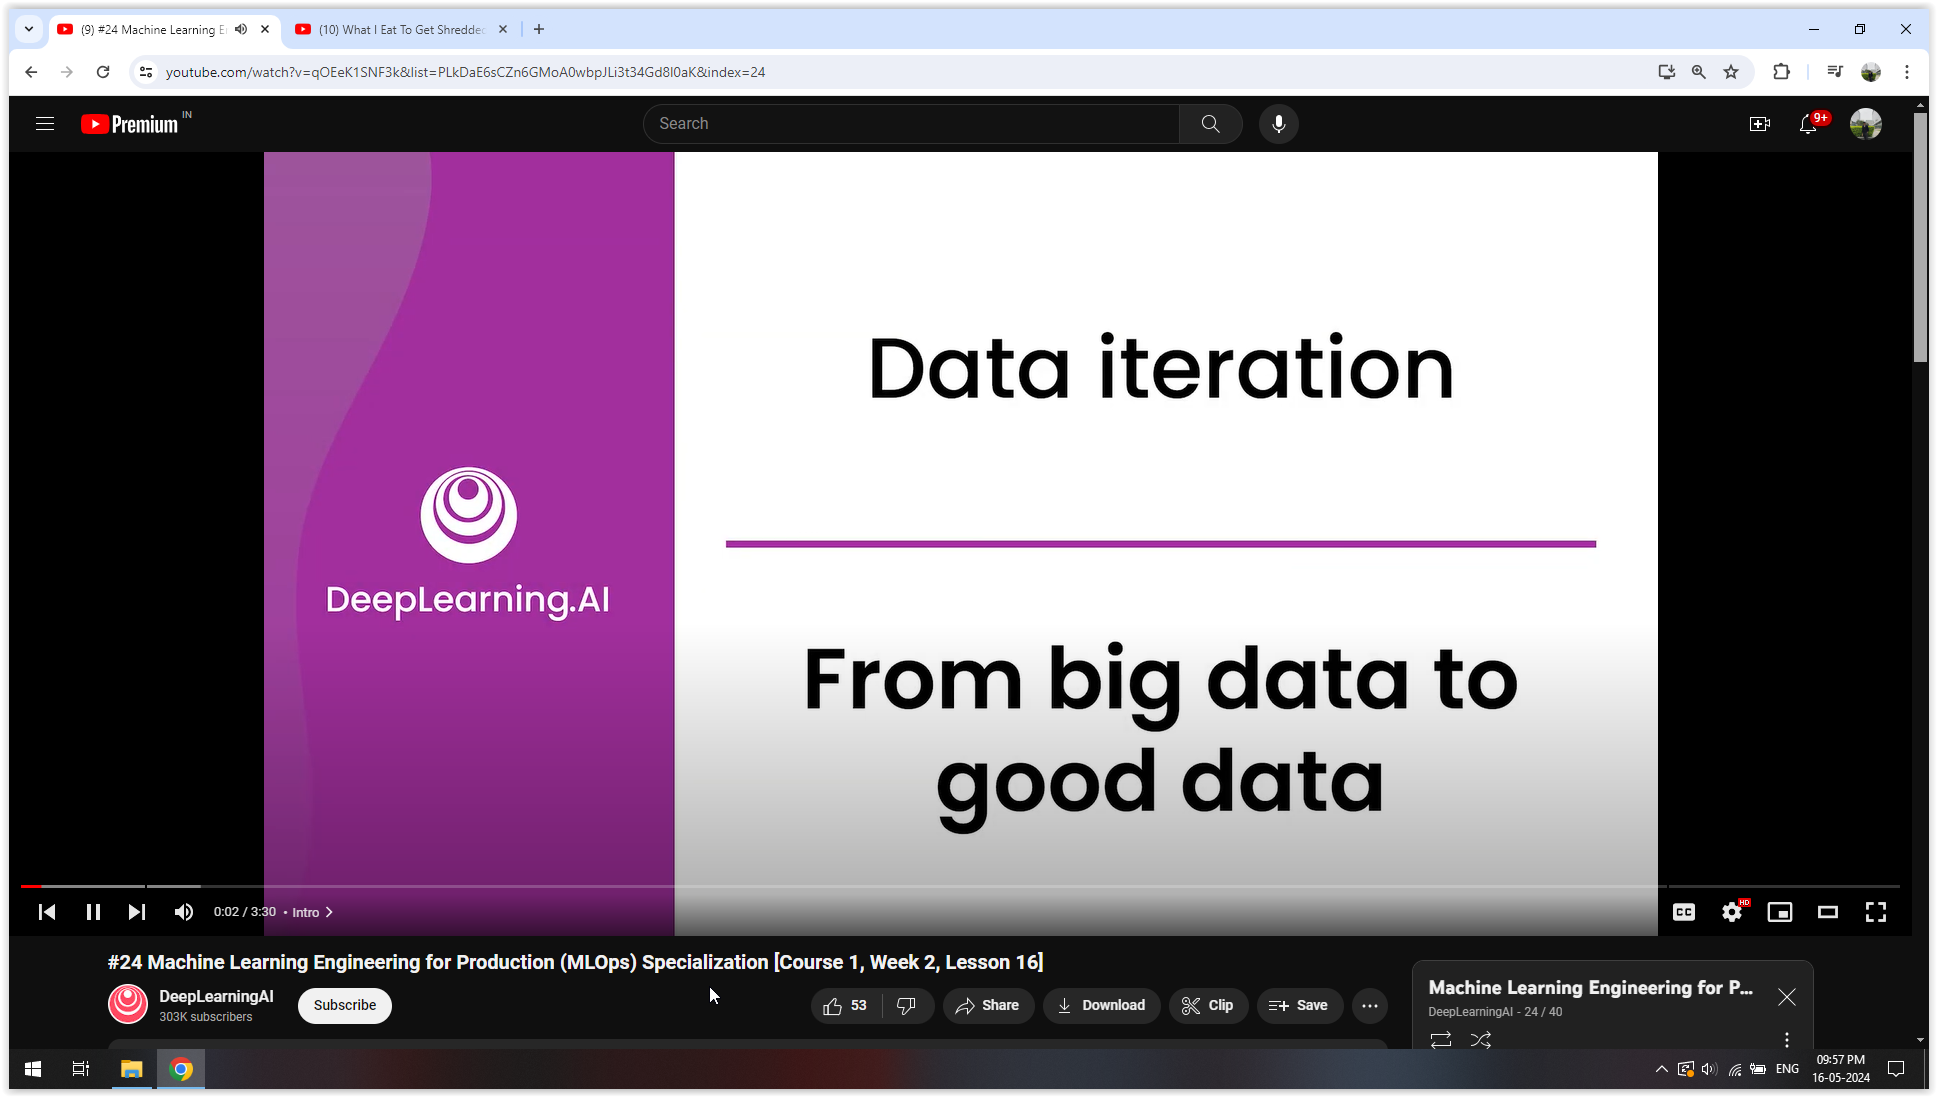 (9) #24 Machine Learning E
(10) What I Eat To Get Shredded
youtube.com/watch?v=qOEeK1SNF3k&list=PLkDaE6sCZn6GMoA0wbpJLi3t34Gd8l0aK&index=24
Premium IN
Search
9+
Data iteration
DeepLearning.AI
From big data to
good data
0:02 / 3:30 • Intro
CC
HD
#24 Machine Learning Engineering for Production (MLOps) Specialization [Course 1, Week 2, Lesson 16]
DeepLearningAI
303K subscribers
Subscribe
53
Share
Download
Clip
Save
Machine Learning Engineering for P...
DeepLearningAI - 24 / 40
ENG
09:57 PM
16-05-2024